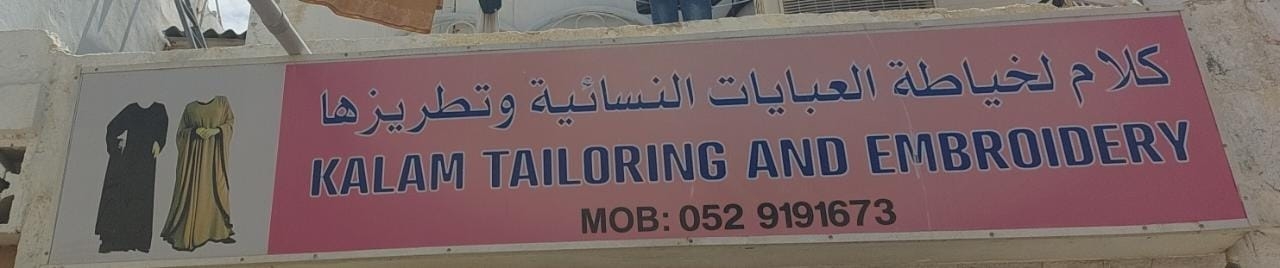 كلام لخياطة العبايات النسائية وتطريزها
KALAM TAILORING AND EMBROIDERY
MOB: 052 9191673